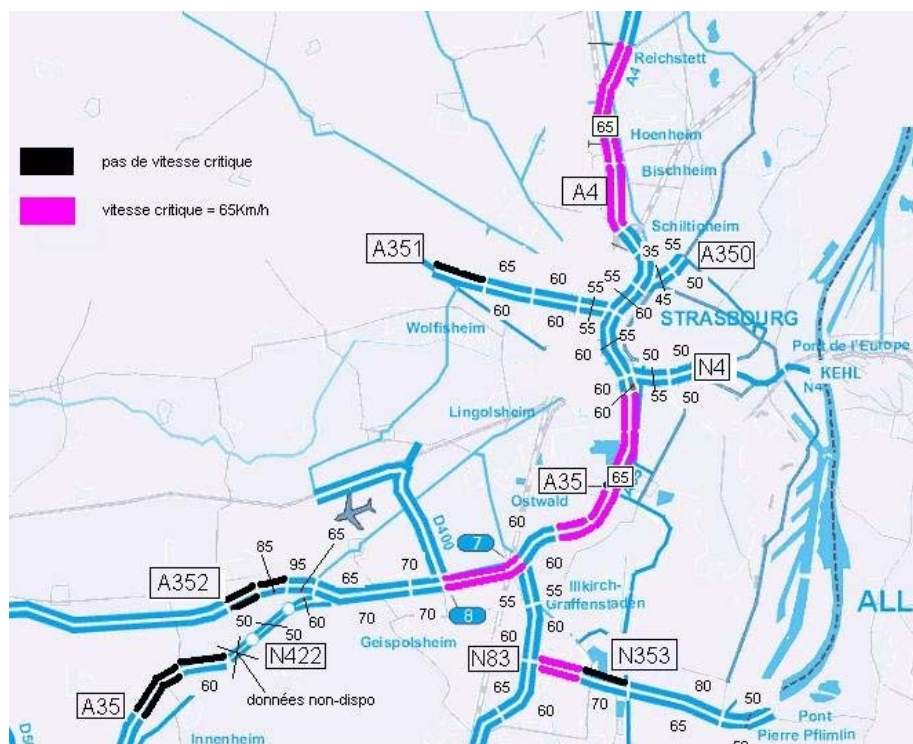 Reichstett
A4
65
Hoenheim
pas de vitesse critique
Bischheim
A4
vitesse critique = 65Km/h
Schiltigheim
A351
35
55
A350
65
60
55
55
45
50
60
60
55
60
STRASBOURG
Wolfisheim
55
Pont de l'Europe
60
50
50
N4
KEHL
N4
60
55
50
Lingolsheim
A35
65
Ostwald
D400
60
7
65
85
95
A352
65
70
60
Illkirch-
Graffenstaden
55
8
60
70
70
60
60
ALL
50
50
Geispolsheim
N422
N83
N353
60
A35
données non-dispo
65
70
80
50
60
65
Pont
Pierre Pflimlin
50
Innenheim